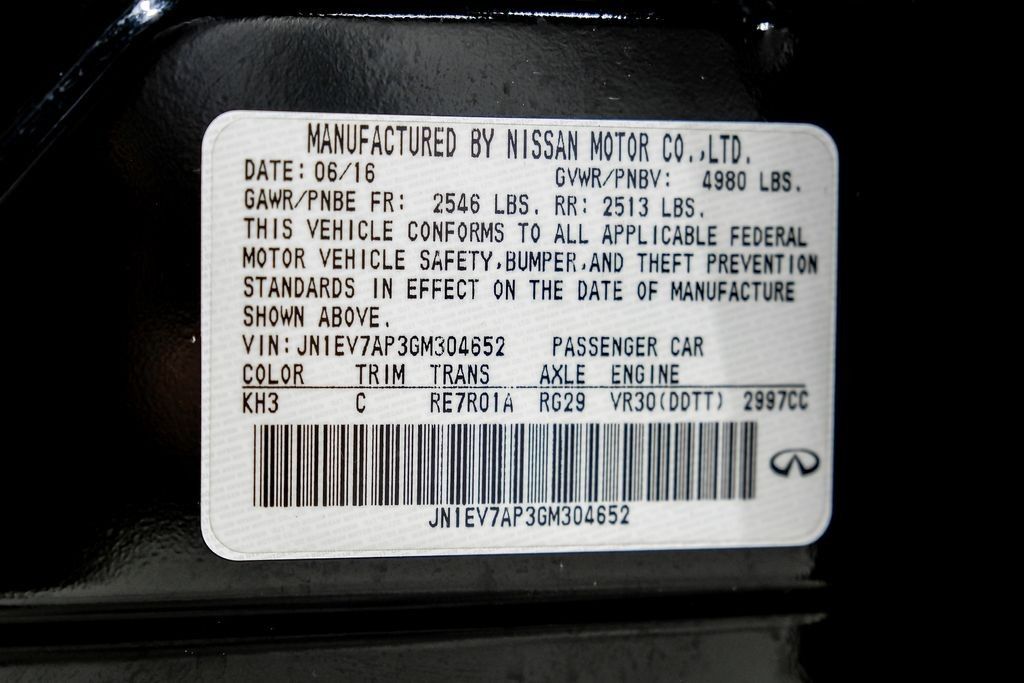 MANUFACTURED BY NISSAN MOTOR CO.,LTD.
DATE: 06/16 GVWR/PNBV: 4980 LBS.
GAWR/PNBE FR: 2546 LBS. RR: 2513 LBS.
THIS VEHICLE CONFORMS TO ALL APPLICABLE FEDERAL
MOTOR VEHICLE SAFETY,BUMPER,AND THEFT PREVENTION
STANDARDS IN EFFECT ON THE DATE OF MANUFACTURE
SHOWN ABOVE.
VIN:JN1EV7AP3GM304652 PASSENGER CAR
COLOR TRIM TRANS AXLE ENGINE
KH3 C RE7R01A RG29 VR30(DDTT) 2997CC
JN1EV7AP3GM304652